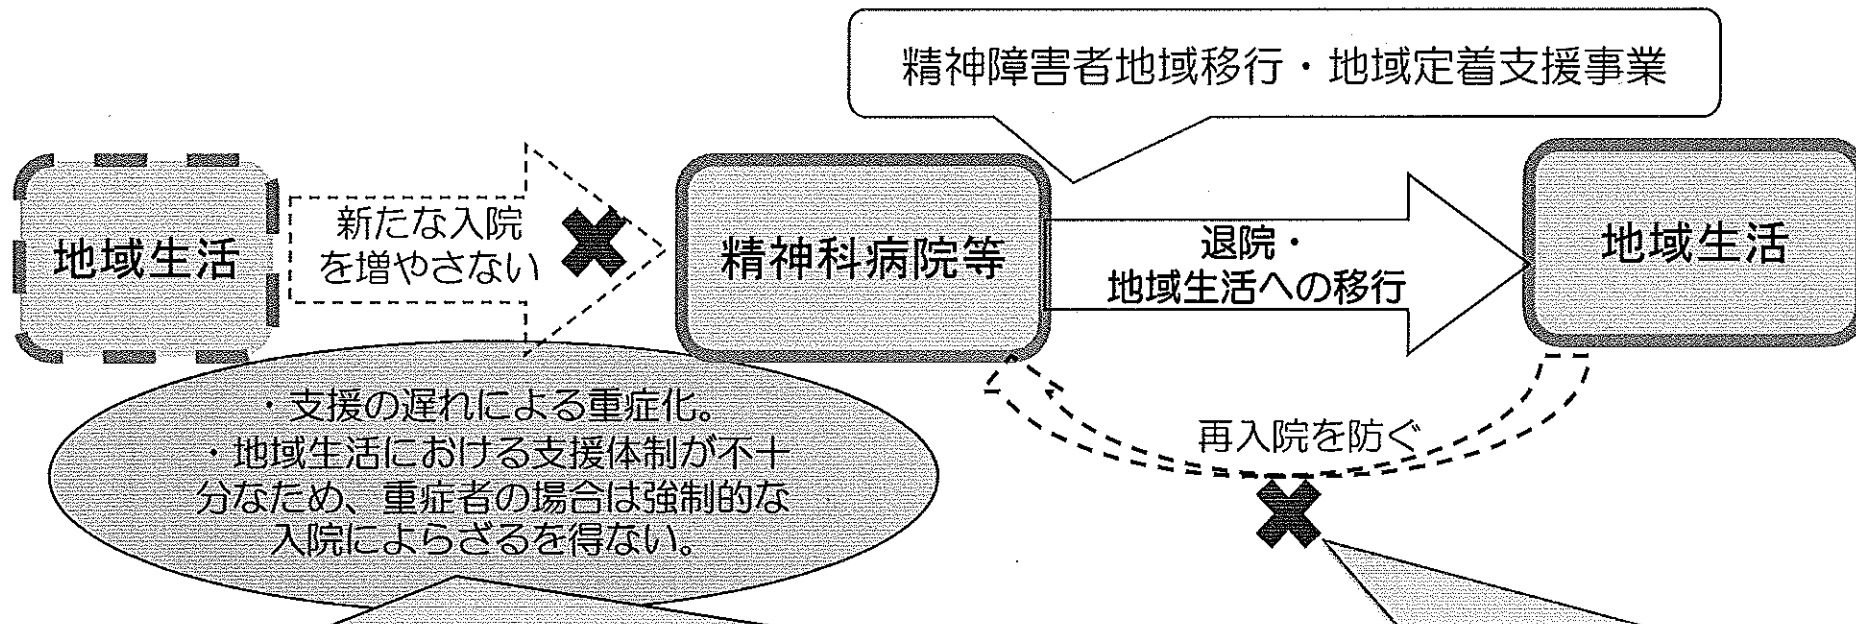 精神障害者地域移行・地域定着支援事業
地域生活
新たな入院
を増やさない
精神科病院等
退院・
地域生活への移行
地域生活
・支援の遅れによる重症化。
・地域生活における支援体制が不十
分なため、重症者の場合は強制的な
入院によらざるを得ない。
再入院を防ぐ